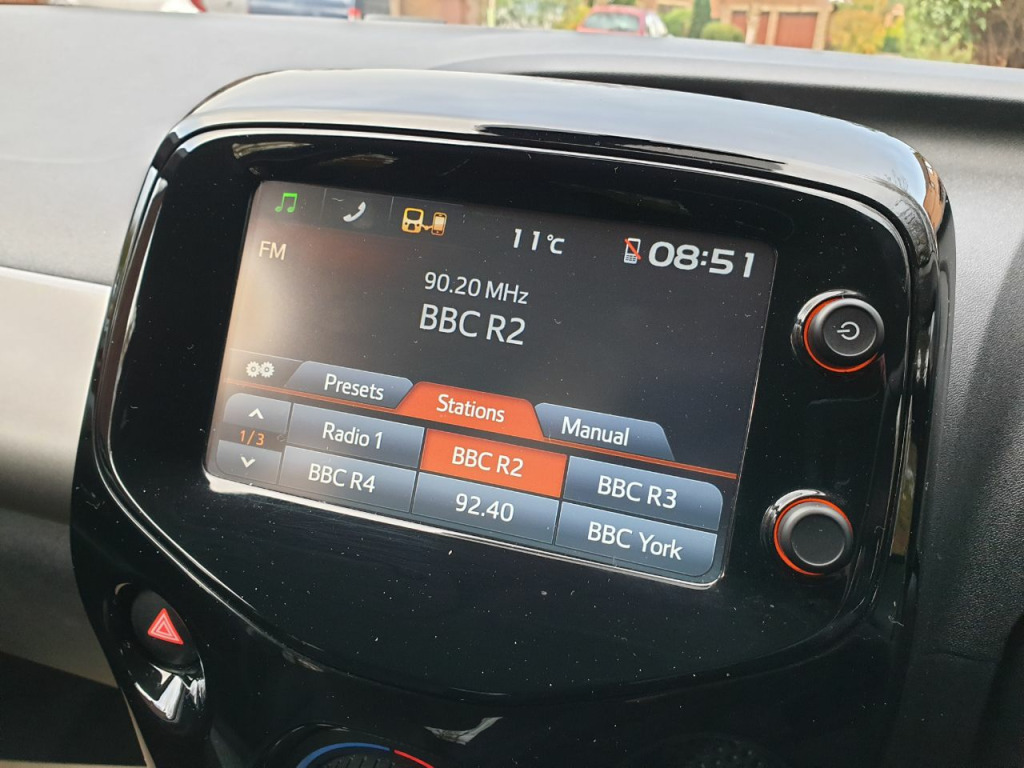 11°C 08:51
FM
90.20 MHz
BBC R2
Presets Stations Manual
1/3
Radio 1 BBC R2 BBC R3
BBC R4 92.40 BBC York